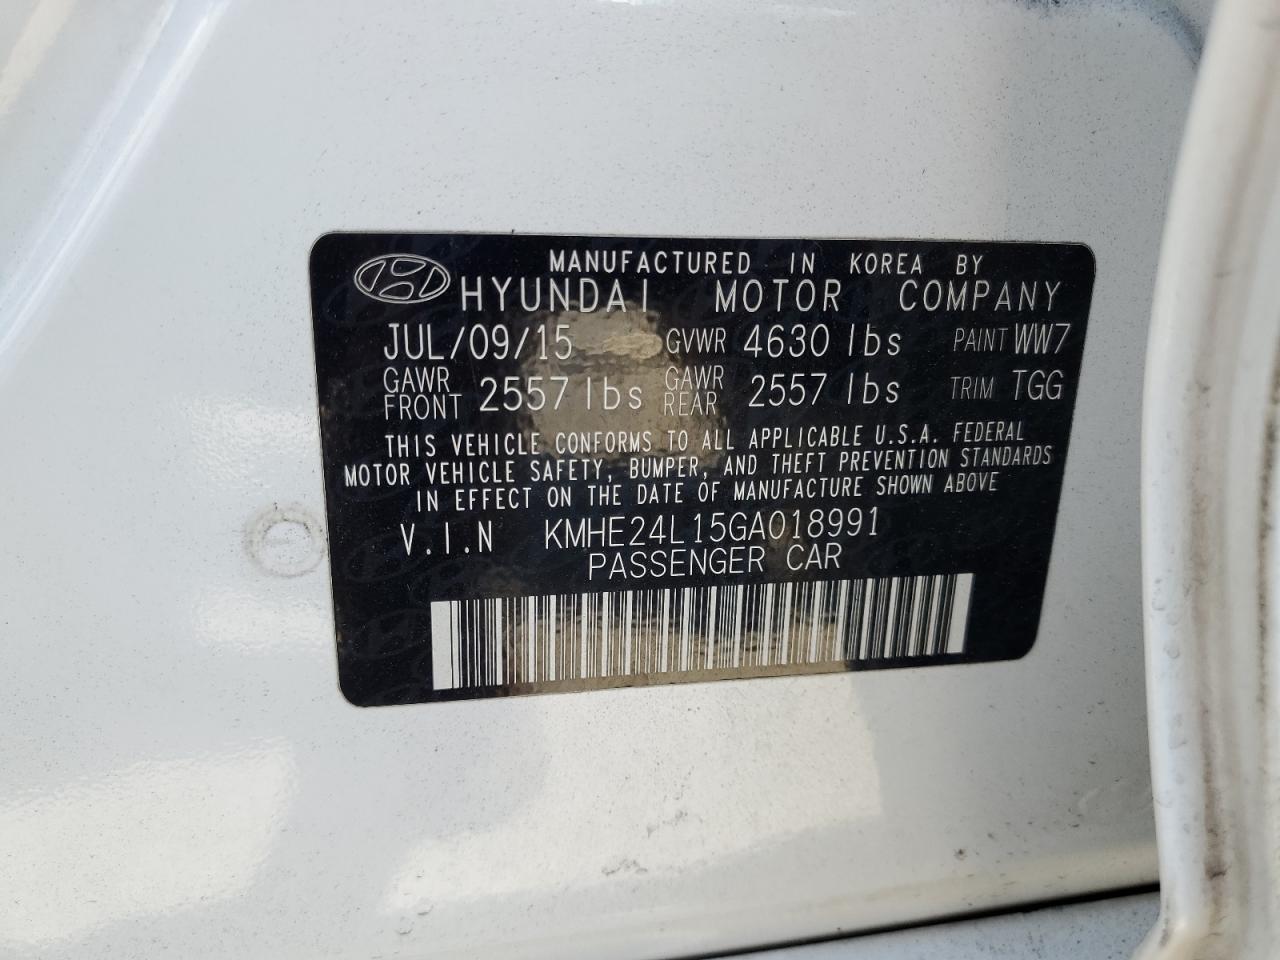 MANUFACTURED IN KOREA BY
HYUNDAI MOTOR COMPANY
JUL/09/15 GVWR 4630 lbs PAINT WW7
GAWR FRONT 2557 lbs GAWR REAR 2557 lbs TRIM TGG
THIS VEHICLE CONFORMS TO ALL APPLICABLE U.S.A. FEDERAL
MOTOR VEHICLE SAFETY, BUMPER, AND THEFT PREVENTION STANDARDS
IN EFFECT ON THE DATE OF MANUFACTURE SHOWN ABOVE
V.I.N KMHE24L15GA018991
PASSENGER CAR